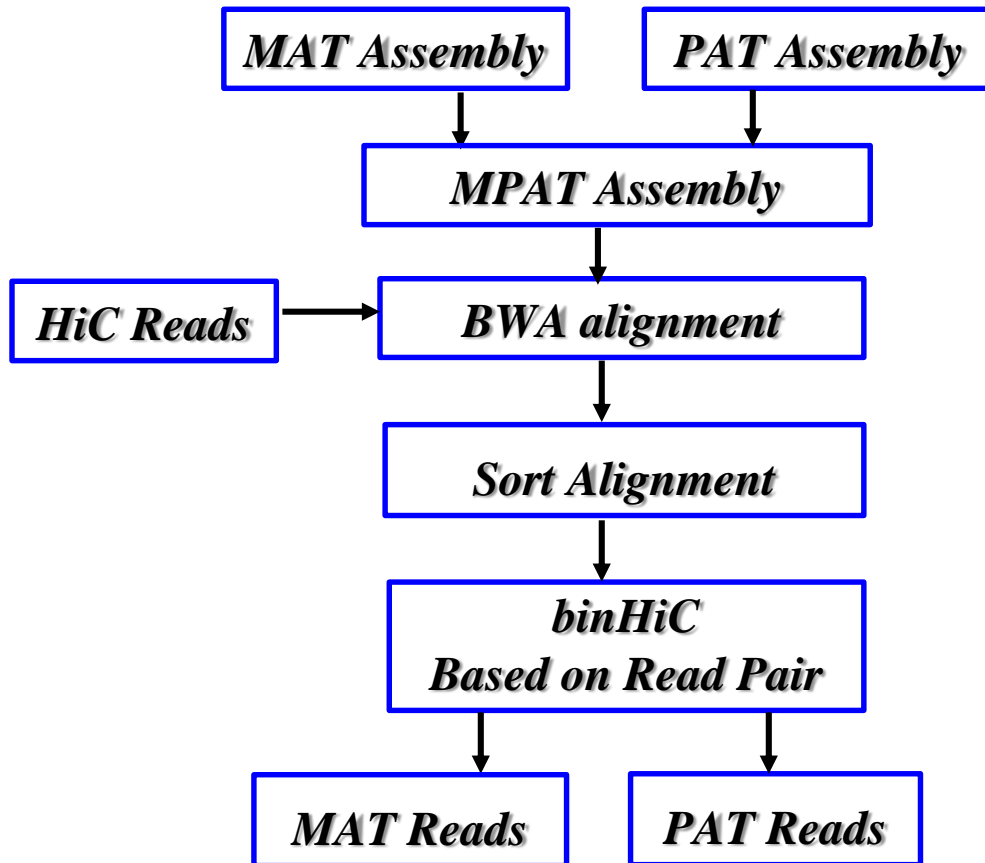 MAT Assembly
PAT Assembly
MPAT Assembly
HiC Reads
BWA alignment
Sort Alignment
binHiC
Based on Read Pair
MAT Reads
PAT Reads